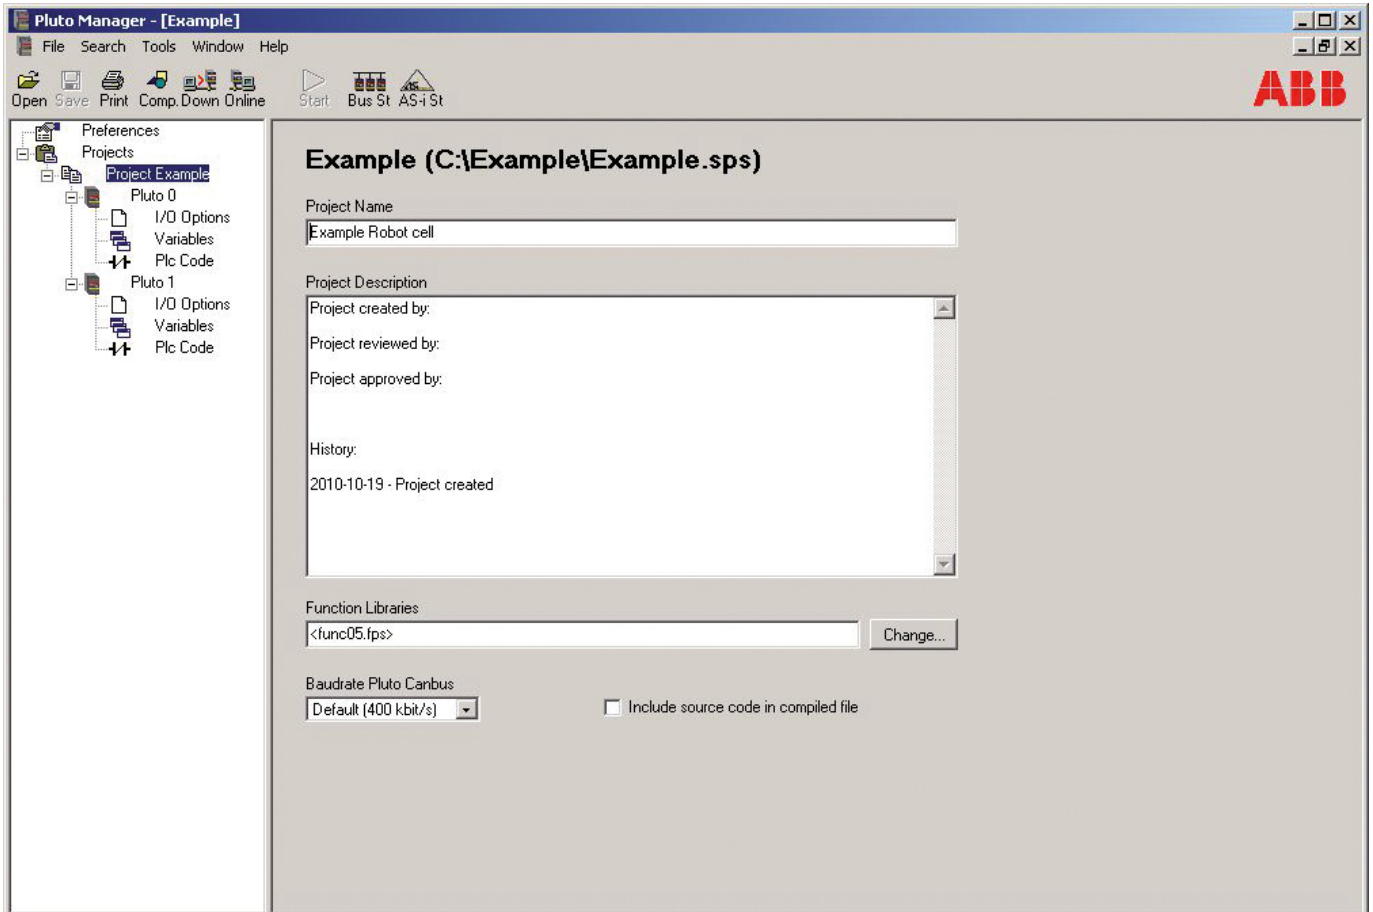 Pluto Manager - [Example]
File Search Tools Window Help
Open Save Print Comp. Down Online Start Bus St AS-i St
AS
ABB
Preferences
Projects
Project Example
Pluto 0
I/O Options
Variables
Plc Code
Pluto 1
I/O Options
Variables
Plc Code
Example (C:\Example\Example.sps)
Project Name
Example Robot cell
Project Description
Project created by:
Project reviewed by:
Project approved by:
History:
2010-10-19 - Project created
Function Libraries
<func05.fps>
Change...
Baudrate Pluto Canbus
Default (400 kbit/s)
Include source code in compiled file